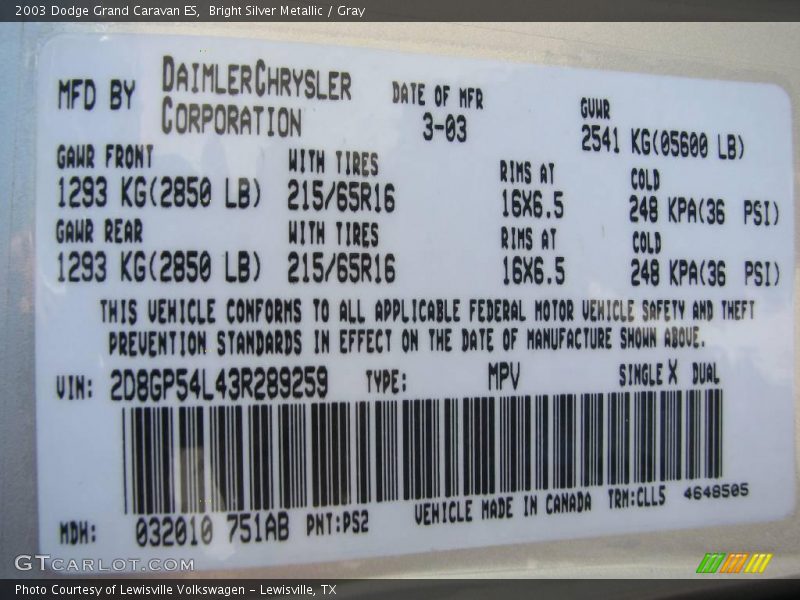 2003 Dodge Grand Caravan ES, Bright Silver Metallic / Gray
MFD BY DAIMLERCHRYSLER CORPORATION DATE OF MFR 3-03 GVWR 2541 KG(05600 LB)
GAWR FRONT WITH TIRES RIMS AT COLD
1293 KG(2850 LB) 215/65R16 16X6.5 248 KPA(36 PSI)
GAWR REAR WITH TIRES RIMS AT COLD
1293 KG(2850 LB) 215/65R16 16X6.5 248 KPA(36 PSI)
THIS VEHICLE CONFORMS TO ALL APPLICABLE FEDERAL MOTOR VEHICLE SAFETY AND THEFT
PREVENTION STANDARDS IN EFFECT ON THE DATE OF MANUFACTURE SHOWN ABOVE.
VIN: 2D8GP54L43R289259 TYPE: MPV SINGLE X DUAL
MDH: 032010 751AB PNT:PS2 VEHICLE MADE IN CANADA TRM:CLL5 4648505
GTCARLOT.COM
Photo Courtesy of Lewisville Volkswagen - Lewisville, TX